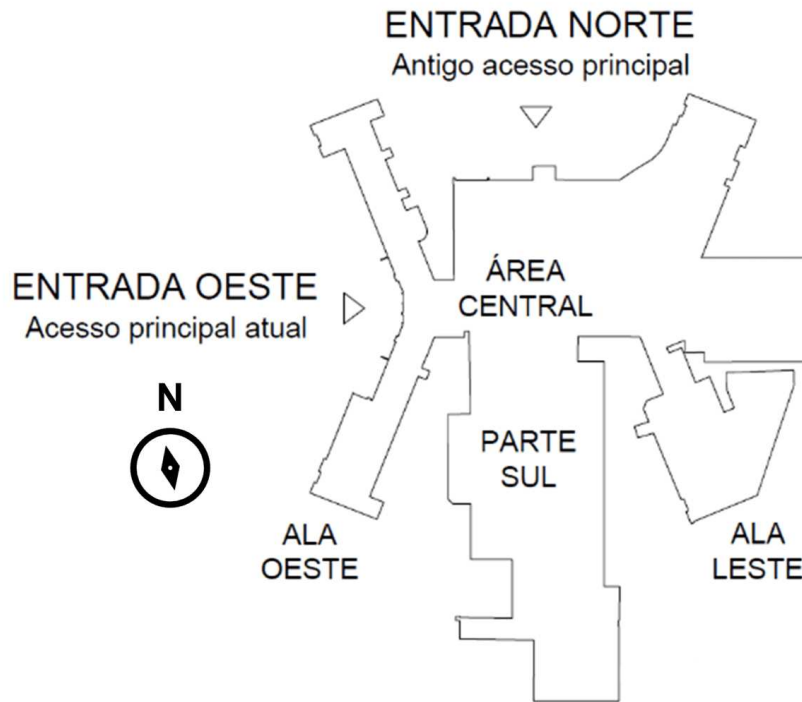 ENTRADA NORTE
Antigo acesso principal
ENTRADA OESTE
Acesso principal atual
ÁREA
CENTRAL
N
PARTE
SUL
ALA
OESTE
ALA
LESTE